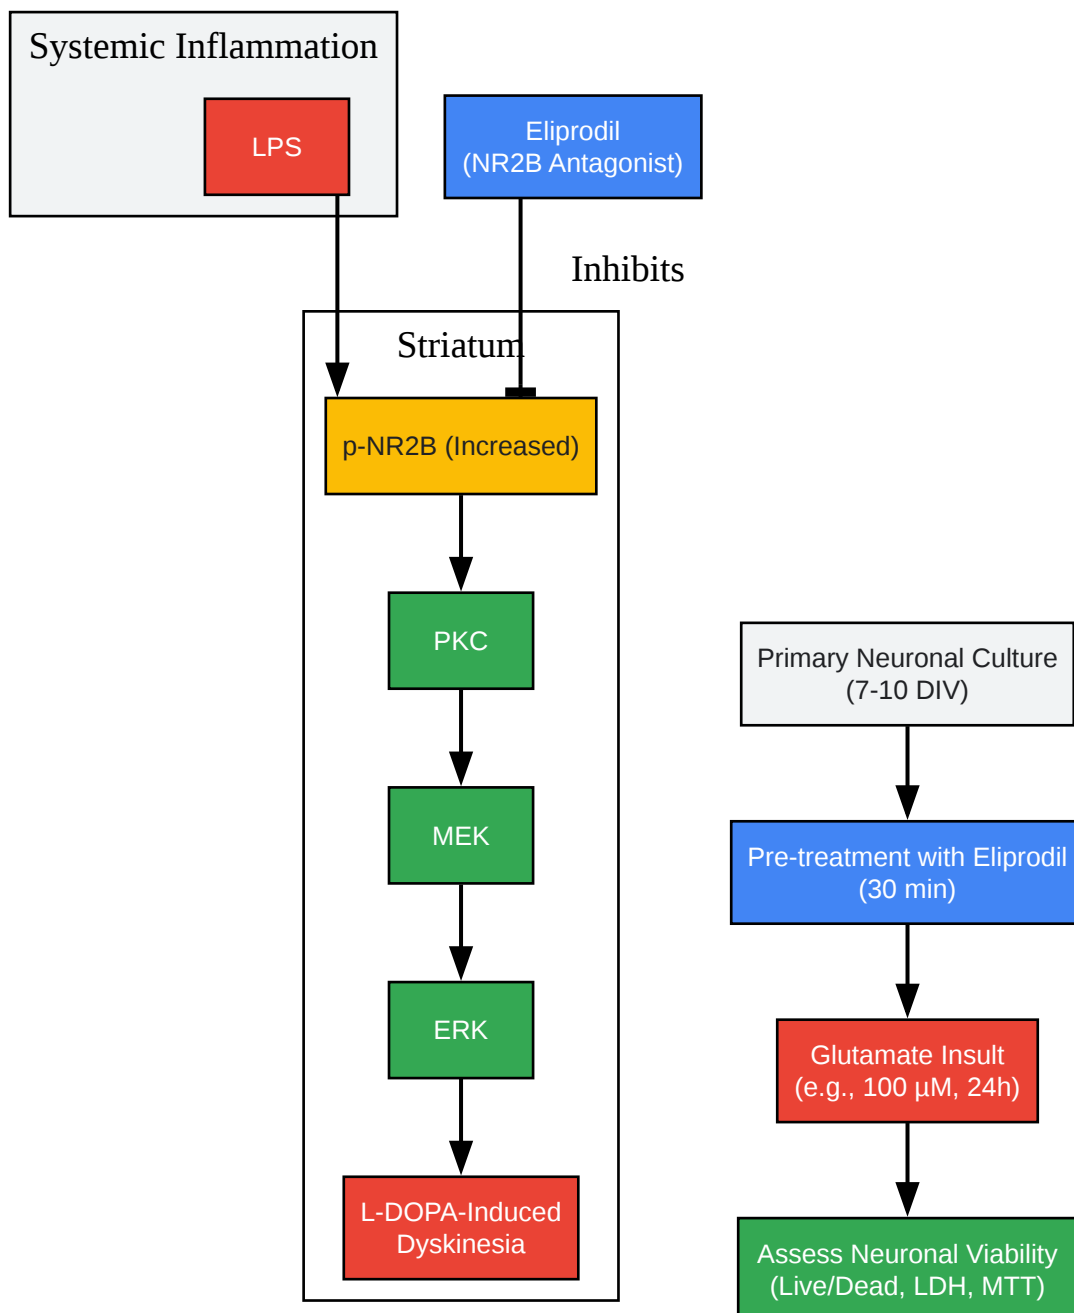 Systemic Inflammation
LPS
Eliprodil
(NR2B Antagonist)
Inhibits
Striatum
p-NR2B (Increased)
PKC
MEK
ERK
L-DOPA-Induced
Dyskinesia
Primary Neuronal Culture
(7-10 DIV)
Pre-treatment with Eliprodil
(30 min)
Glutamate Insult
(e.g., 100 µM, 24h)
Assess Neuronal Viability
(Live/Dead, LDH, MTT)